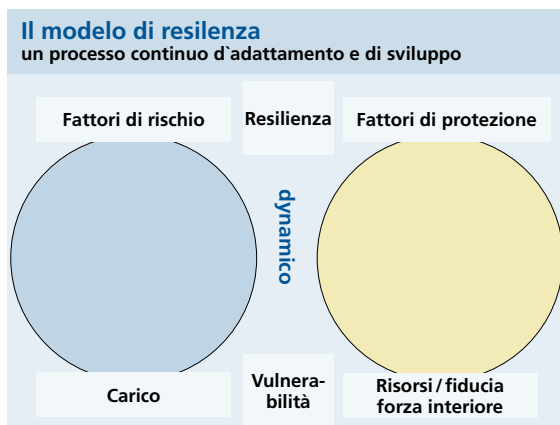 Il modelo di resilenza
un processo continuo d`adattamento e di sviluppo
Fattori di rischio
Resilienza
Fattori di protezione
dynamico
Carico
Vulnera-
bilità
Risorsi / fiducia
forza interiore